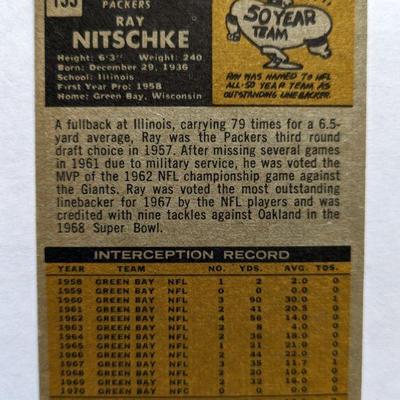 PACKERS
RAY
NITSCHKE
Height: 6'3" Weight: 240
Born: December 29, 1936
School: Illinois
First Year Pro: 1958
Home: Green Bay, Wisconsin
50 YEAR
TEAM
RAY WAS NAMED TO NFL
ALL-50 YEAR TEAM AS
OUTSTANDING LINEBACKER.
A fullback at Illinois, carrying 79 times for a 6.5-
yard average, Ray was the Packers third round
draft choice in 1957. After missing several games
in 1961 due to military service, he was voted the
MVP of the 1962 NFL championship game against
the Giants. Ray was voted the most outstanding
linebacker for 1967 by the NFL players and was
credited with nine tackles against Oakland in the
1968 Super Bowl.
INTERCEPTION RECORD
YEAR TEAM NO. YDS. AVG. TDS.
1958 GREEN BAY NFL 1 2 2.0 0
1959 GREEN BAY NFL 0 0 0
1960 GREEN BAY NFL 3 90 30.0 1
1961 GREEN BAY NFL 2 41 20.5 0
1962 GREEN BAY NFL 4 56 14.0 0
1963 GREEN BAY NFL 2 8 4.0 0
1964 GREEN BAY NFL 2 36 18.0 0
1965 GREEN BAY NFL 1 21 21.0 0
1966 GREEN BAY NFL 2 44 22.0 0
1967 GREEN BAY NFL 3 35 11.7 1
1968 GREEN BAY NFL 2 20 10.0 0
1969 GREEN BAY NFL 2 32 16.0 0
1970 GREEN BAY NFC 0 0 0